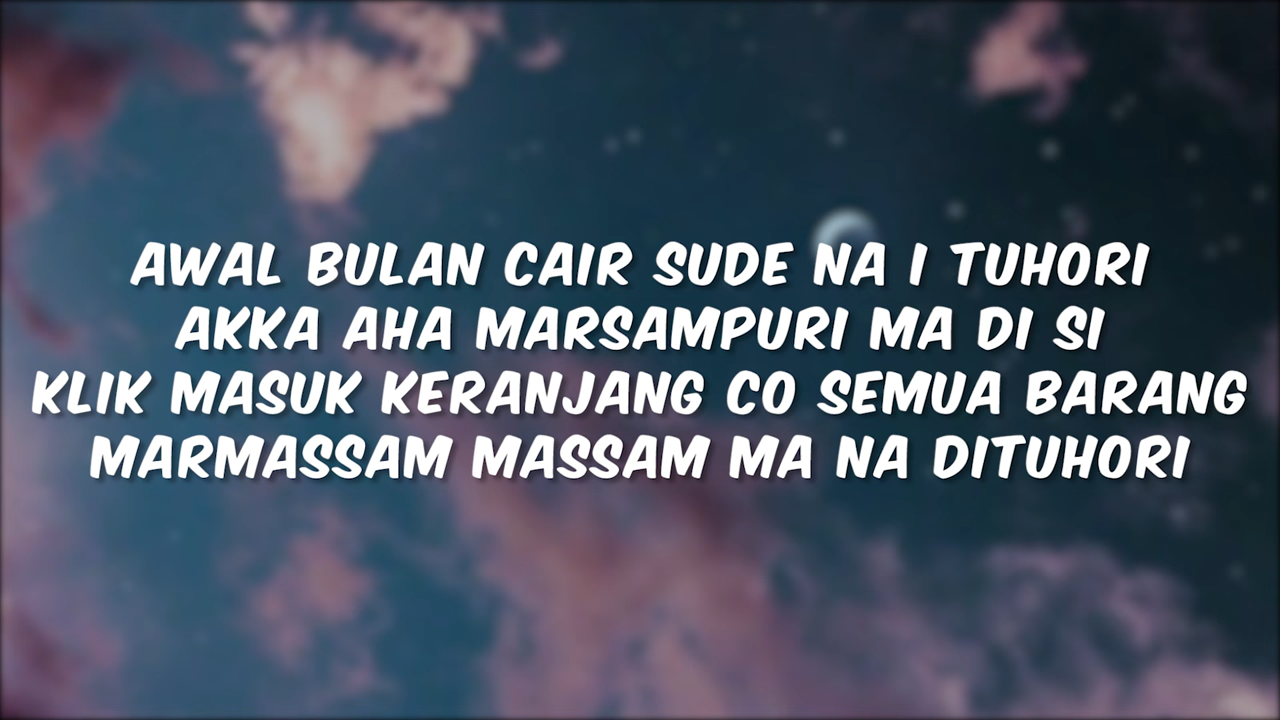 AWAL BULAN CAIR SUDE NA I TUHORI
AKKA AHA MARSAMPURI MA DI SI
KLIK MASUK KERANJANG CO SEMUA BARANG
MARMASSAM MASSAM MA NA DITUHORI